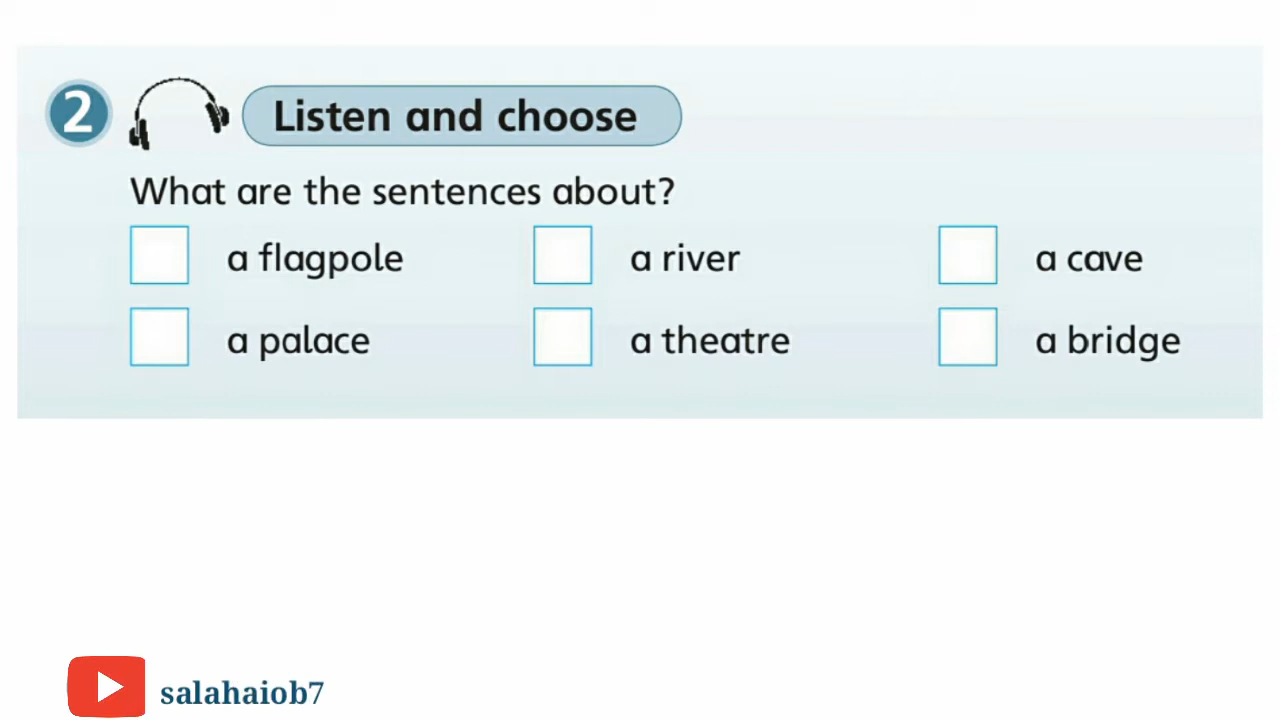 2 Listen and choose
What are the sentences about?
a flagpole a river a cave
a palace a theatre a bridge
salahaiob7